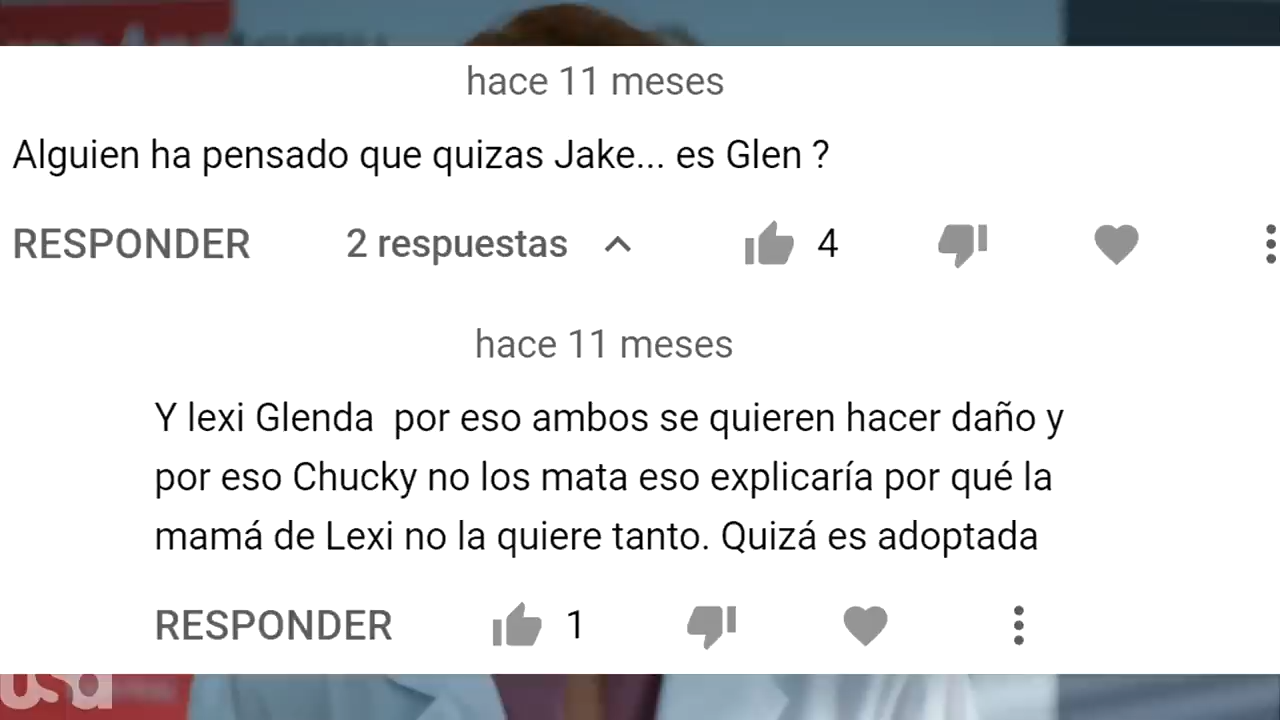 hace 11 meses
Alguien ha pensado que quizas Jake... es Glen ?
RESPONDER 2 respuestas 4
hace 11 meses
Y lexi Glenda por eso ambos se quieren hacer daño y
por eso Chucky no los mata eso explicaría por qué la
mamá de Lexi no la quiere tanto. Quizá es adoptada
RESPONDER 1
usa